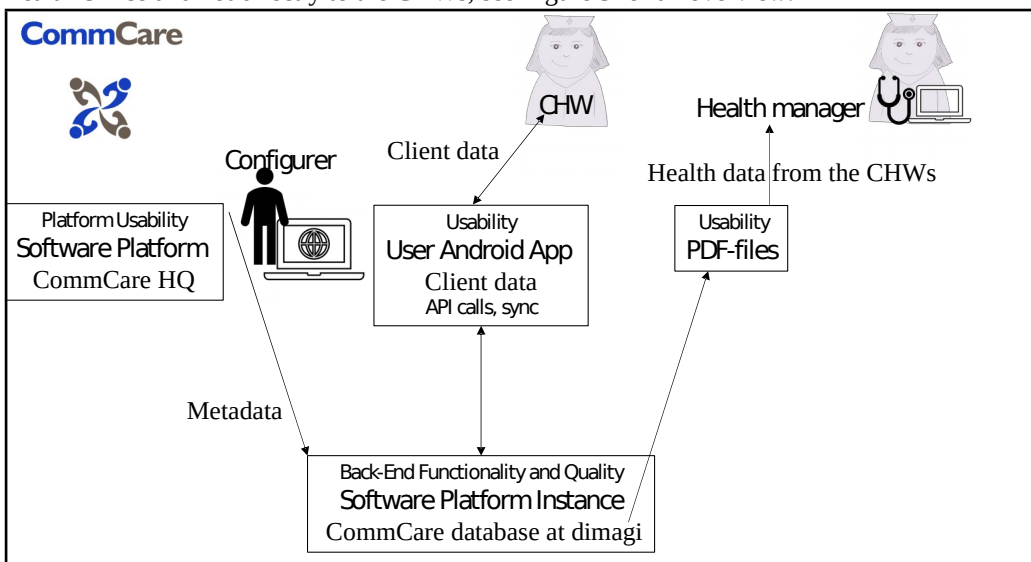 CommCare
CHW
Health manager
Configurer
Client data
Health data from the CHWs
Platform Usability
Software Platform
CommCare HQ
Usability
User Android App
Client data
API calls, sync
Usability
PDF-files
Metadata
Back-End Functionality and Quality
Software Platform Instance
CommCare database at dimagi